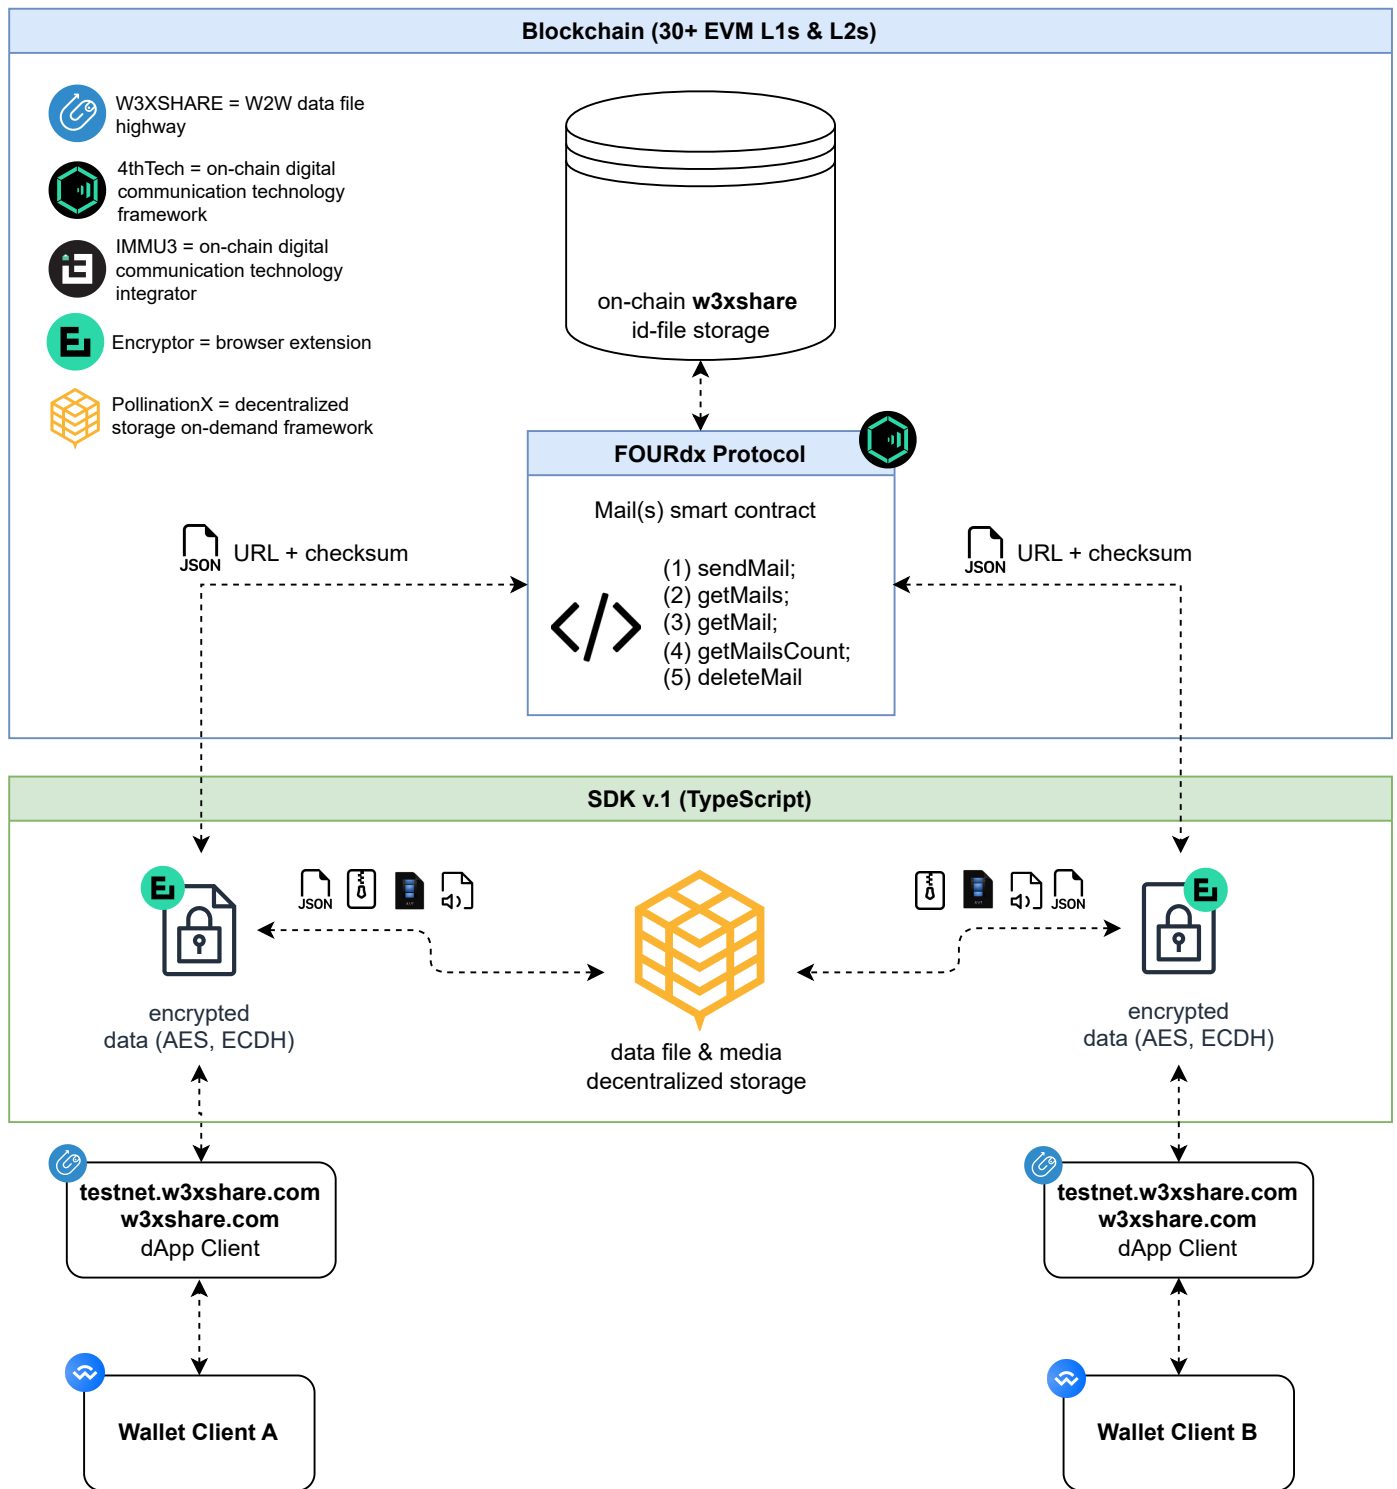 Blockchain (30+ EVM L1s & L2s)
W3XSHARE = W2W data file
highway
4thTech = on-chain digital
communication technology
framework
IMMU3 = on-chain digital
communication technology
integrator
Encryptor = browser extension
PollinationX = decentralized
storage on-demand framework
on-chain w3xshare
id-file storage
FOURdx Protocol
Mail(s) smart contract
(1) sendMail;
(2) getMails;
(3) getMail;
(4) getMailsCount;
(5) deleteMail
JSON
URL + checksum
JSON
URL + checksum
SDK v.1 (TypeScript)
JSON
JSON
encrypted
data (AES, ECDH)
data file & media
decentralized storage
encrypted
data (AES, ECDH)
testnet.w3xshare.com
w3xshare.com
dApp Client
testnet.w3xshare.com
w3xshare.com
dApp Client
Wallet Client A
Wallet Client B